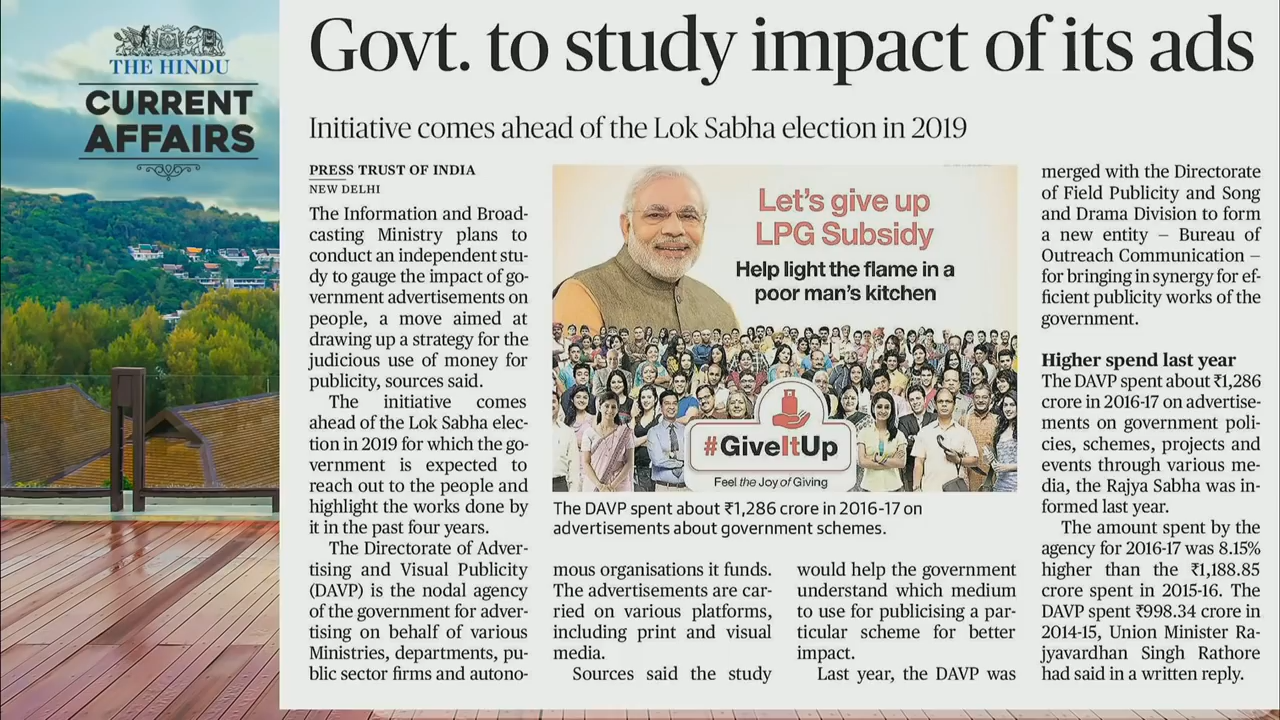 THE HINDU
CURRENT
AFFAIRS
Govt. to study impact of its ads
Initiative comes ahead of the Lok Sabha election in 2019
PRESS TRUST OF INDIA
NEW DELHI
The Information and Broad-
casting Ministry plans to
conduct an independent stu-
dy to gauge the impact of go-
vernment advertisements on
people, a move aimed at
drawing up a strategy for the
judicious use of money for
publicity, sources said.
The initiative comes
ahead of the Lok Sabha elec-
tion in 2019 for which the go-
vernment is expected to
reach out to the people and
highlight the works done by
it in the past four years.
The Directorate of Adver-
tising and Visual Publicity
(DAVP) is the nodal agency
of the government for adver-
tising on behalf of various
Ministries, departments, pu-
blic sector firms and autono-
Let's give up
LPG Subsidy
Help light the flame in a
poor man's kitchen
#GiveItUp
Feel the Joy of Giving
The DAVP spent about ₹1,286 crore in 2016-17 on
advertisements about government schemes.
mous organisations it funds.
The advertisements are car-
ried on various platforms,
including print and visual
media.
Sources said the study
would help the government
understand which medium
to use for publicising a par-
ticular scheme for better
impact.
Last year, the DAVP was
merged with the Directorate
of Field Publicity and Song
and Drama Division to form
a new entity – Bureau of
Outreach Communication –
for bringing in synergy for ef-
ficient publicity works of the
government.
Higher spend last year
The DAVP spent about ₹1,286
crore in 2016-17 on advertise-
ments on government poli-
cies, schemes, projects and
events through various me-
dia, the Rajya Sabha was in-
formed last year.
The amount spent by the
agency for 2016-17 was 8.15%
higher than the ₹1,188.85
crore spent in 2015-16. The
DAVP spent ₹998.34 crore in
2014-15, Union Minister Ra-
jyavardhan Singh Rathore
had said in a written reply.